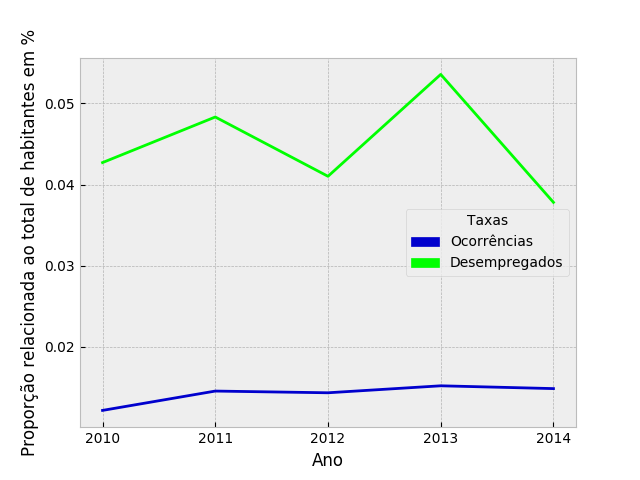 Proporção relacionada ao total de habitantes em %
0.05
0.04
0.03
0.02
Taxas
Ocorrências
Desempregados
2010 2011 2012 2013 2014
Ano